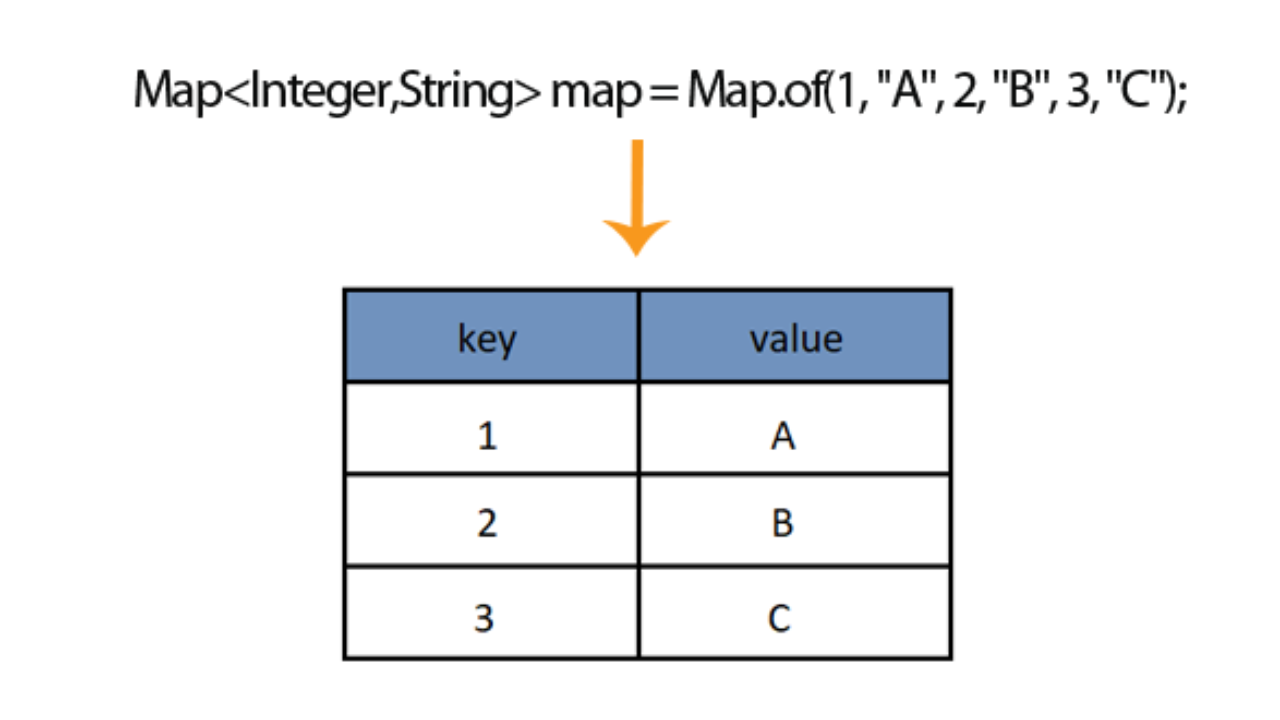 Map<Integer,String> map = Map.of(1, "A", 2, "B", 3, "C");
key value
1 A
2 B
3 C